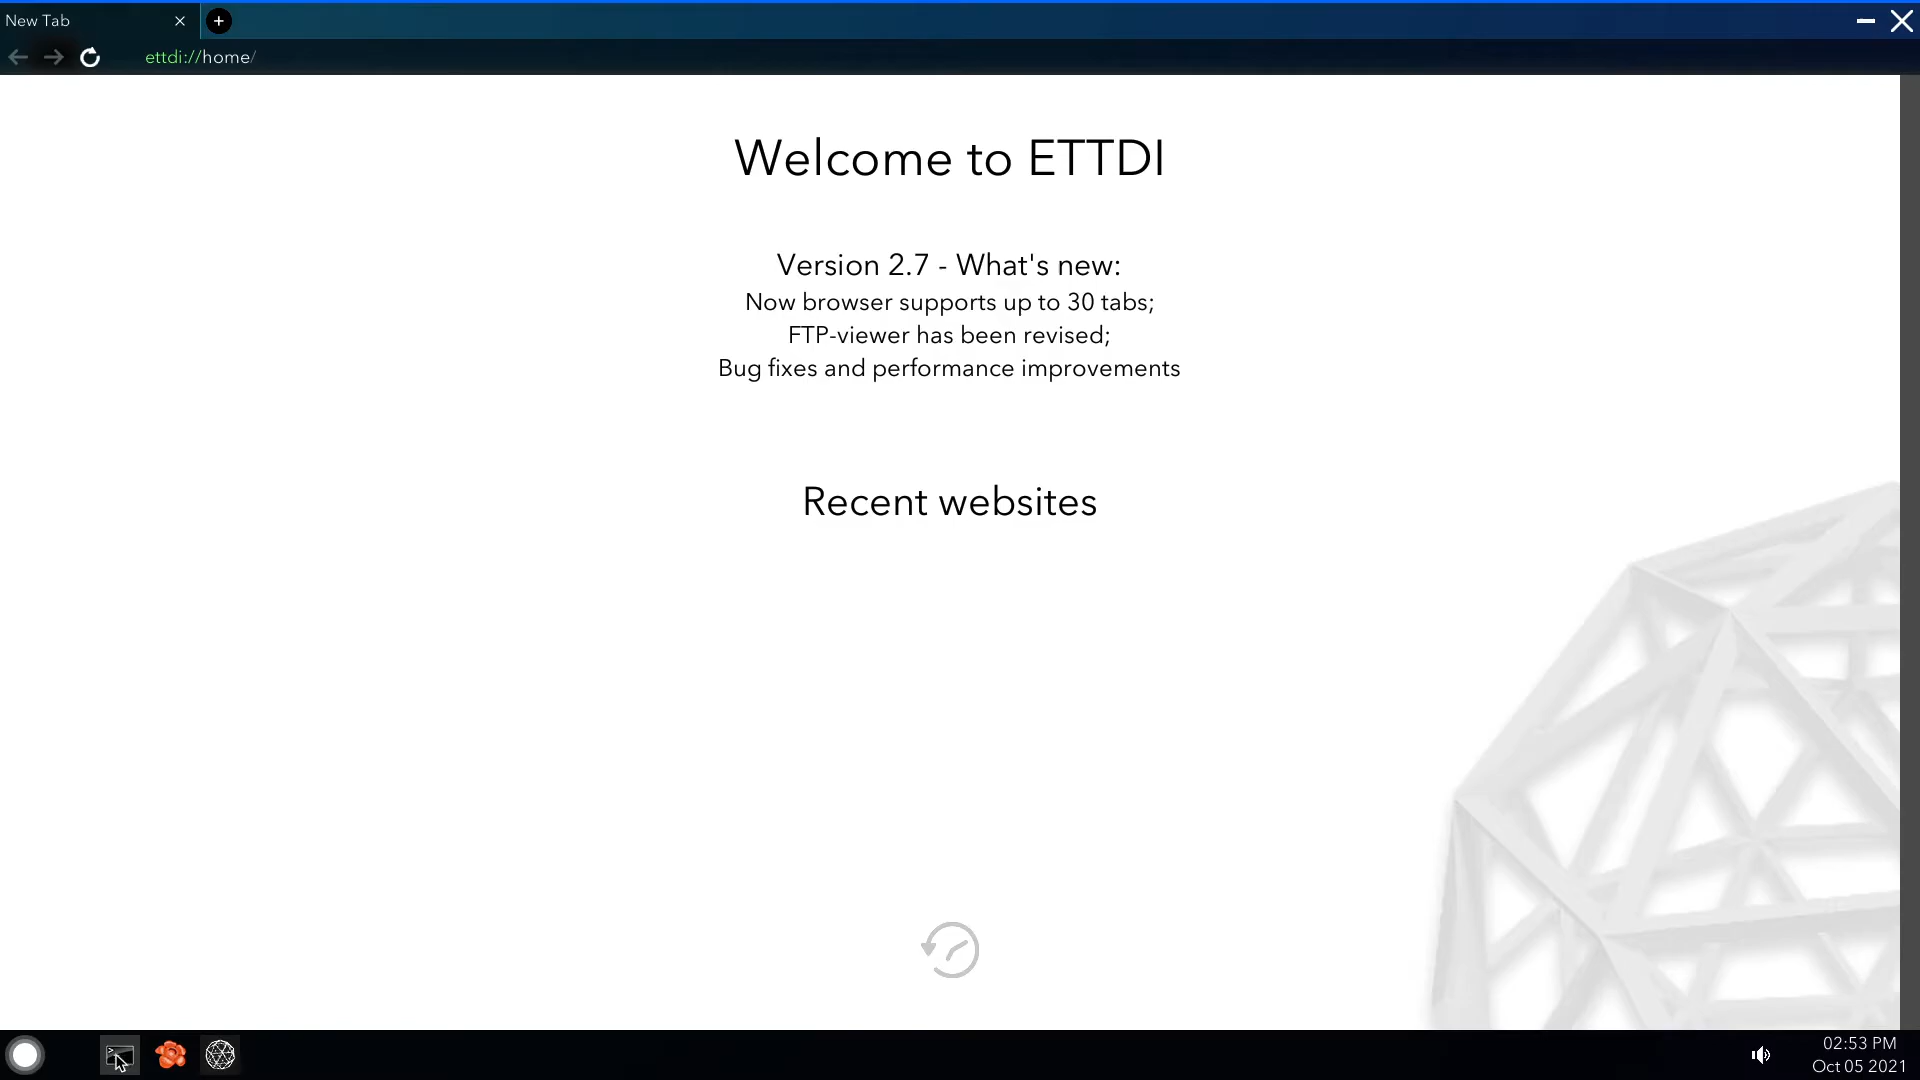 New Tab
ettdi://home/
Welcome to ETTDI
Version 2.7 - What's new:
Now browser supports up to 30 tabs;
FTP-viewer has been revised;
Bug fixes and performance improvements
Recent websites
02:53 PM
Oct 05 2021